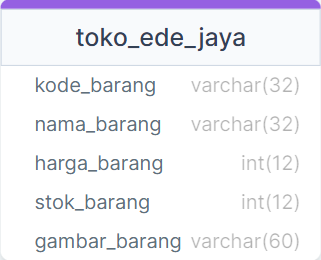 toko_ede_jaya
kode_barang varchar(32)
nama_barang varchar(32)
harga_barang int(12)
stok_barang int(12)
gambar_barang varchar(60)